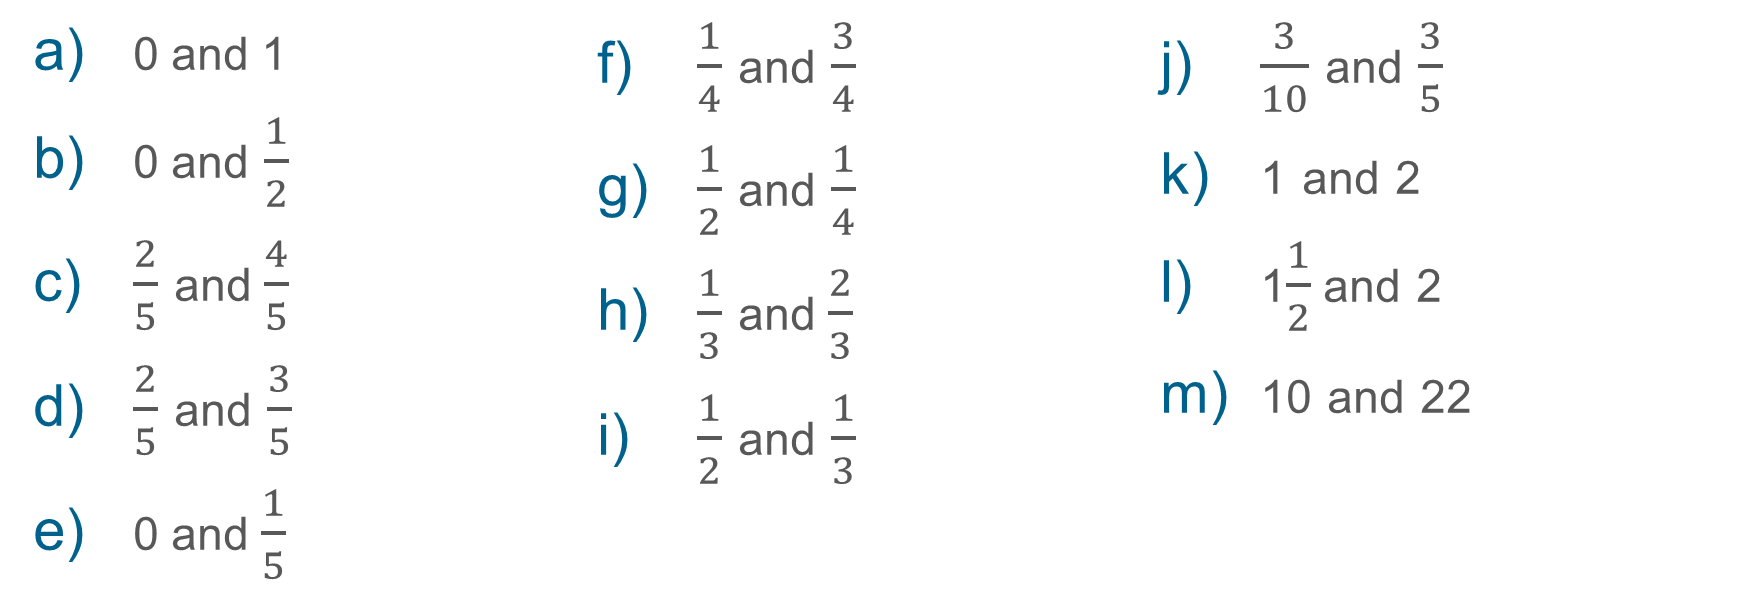 a) 0 and 1
b) 0 and 1/2
c) 2/5 and 4/5
d) 2/5 and 3/5
e) 0 and 1/5
f) 1/4 and 3/4
g) 1/2 and 1/4
h) 1/3 and 2/3
i) 1/2 and 1/3
j) 3/10 and 3/5
k) 1 and 2
l) 1 1/2 and 2
m) 10 and 22